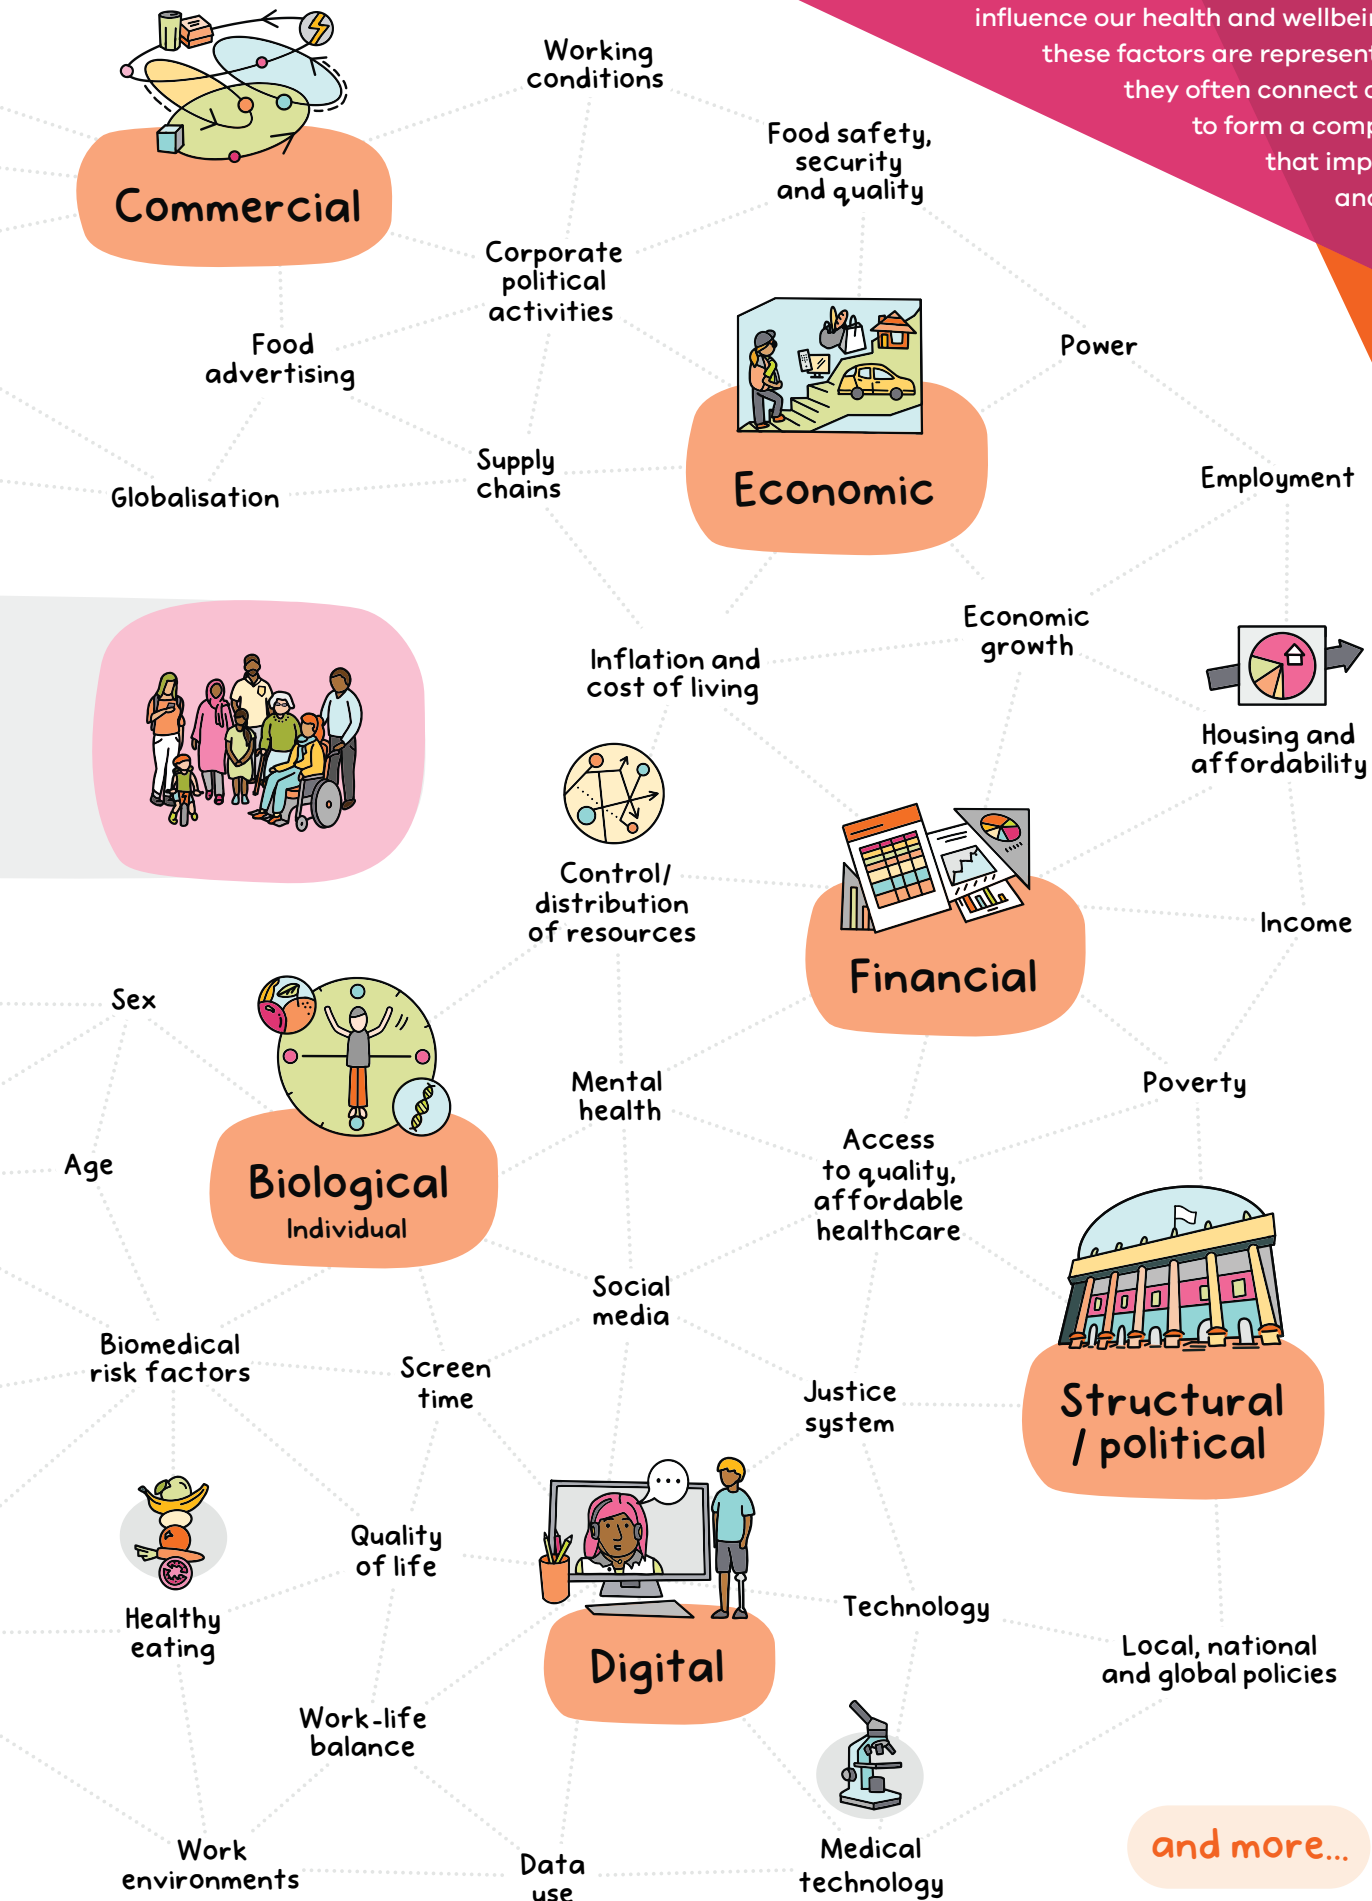 influence our health and wellbein
these factors are represent
they often connect
to form a comp
that imp
and
Working
conditions
Food safety,
security
and quality
Commercial
Corporate
political
activities
Food
advertising
Power
Supply
chains
Globalisation
Economic
Employment
Economic
growth
Inflation and
cost of living
Housing and
affordability
Control/
distribution
of resources
Income
Financial
Sex
Mental
health
Poverty
Access
to quality,
affordable
healthcare
Age
Biological
Individual
Social
media
Biomedical
risk factors
Screen
time
Justice
system
Structural
/ political
Quality
of life
Healthy
eating
Technology
Digital
Local, national
and global policies
Work-life
balance
Work
environments
Data
use
Medical
technology
and more...